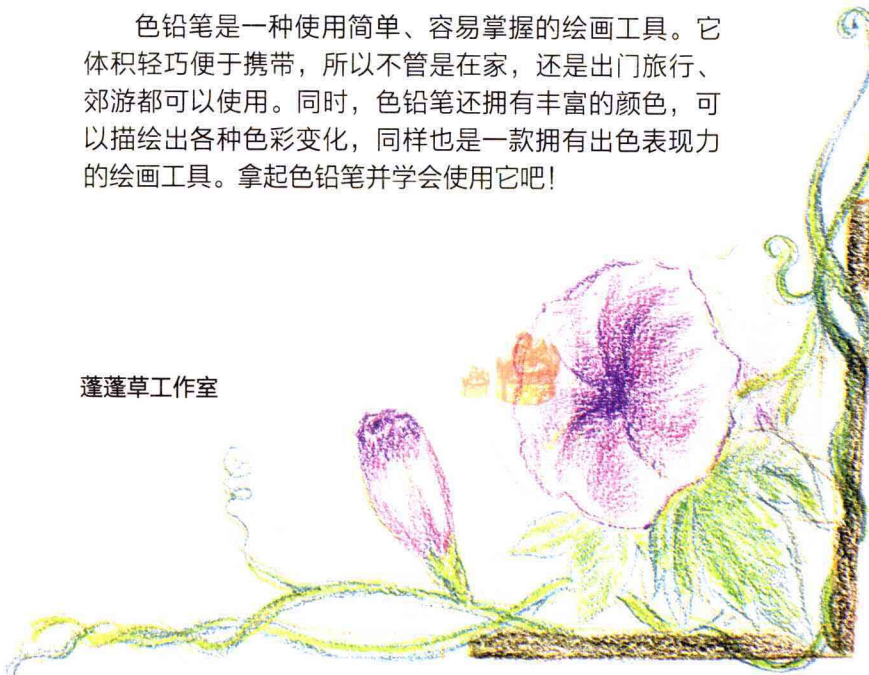 色铅笔是一种使用简单、容易掌握的绘画工具。它
体积轻巧便于携带，所以不管是在家，还是出门旅行、
郊游都可以使用。同时，色铅笔还拥有丰富的颜色，可
以描绘出各种色彩变化，同样也是一款拥有出色表现力
的绘画工具。拿起色铅笔并学会使用它吧！
蓬蓬草工作室